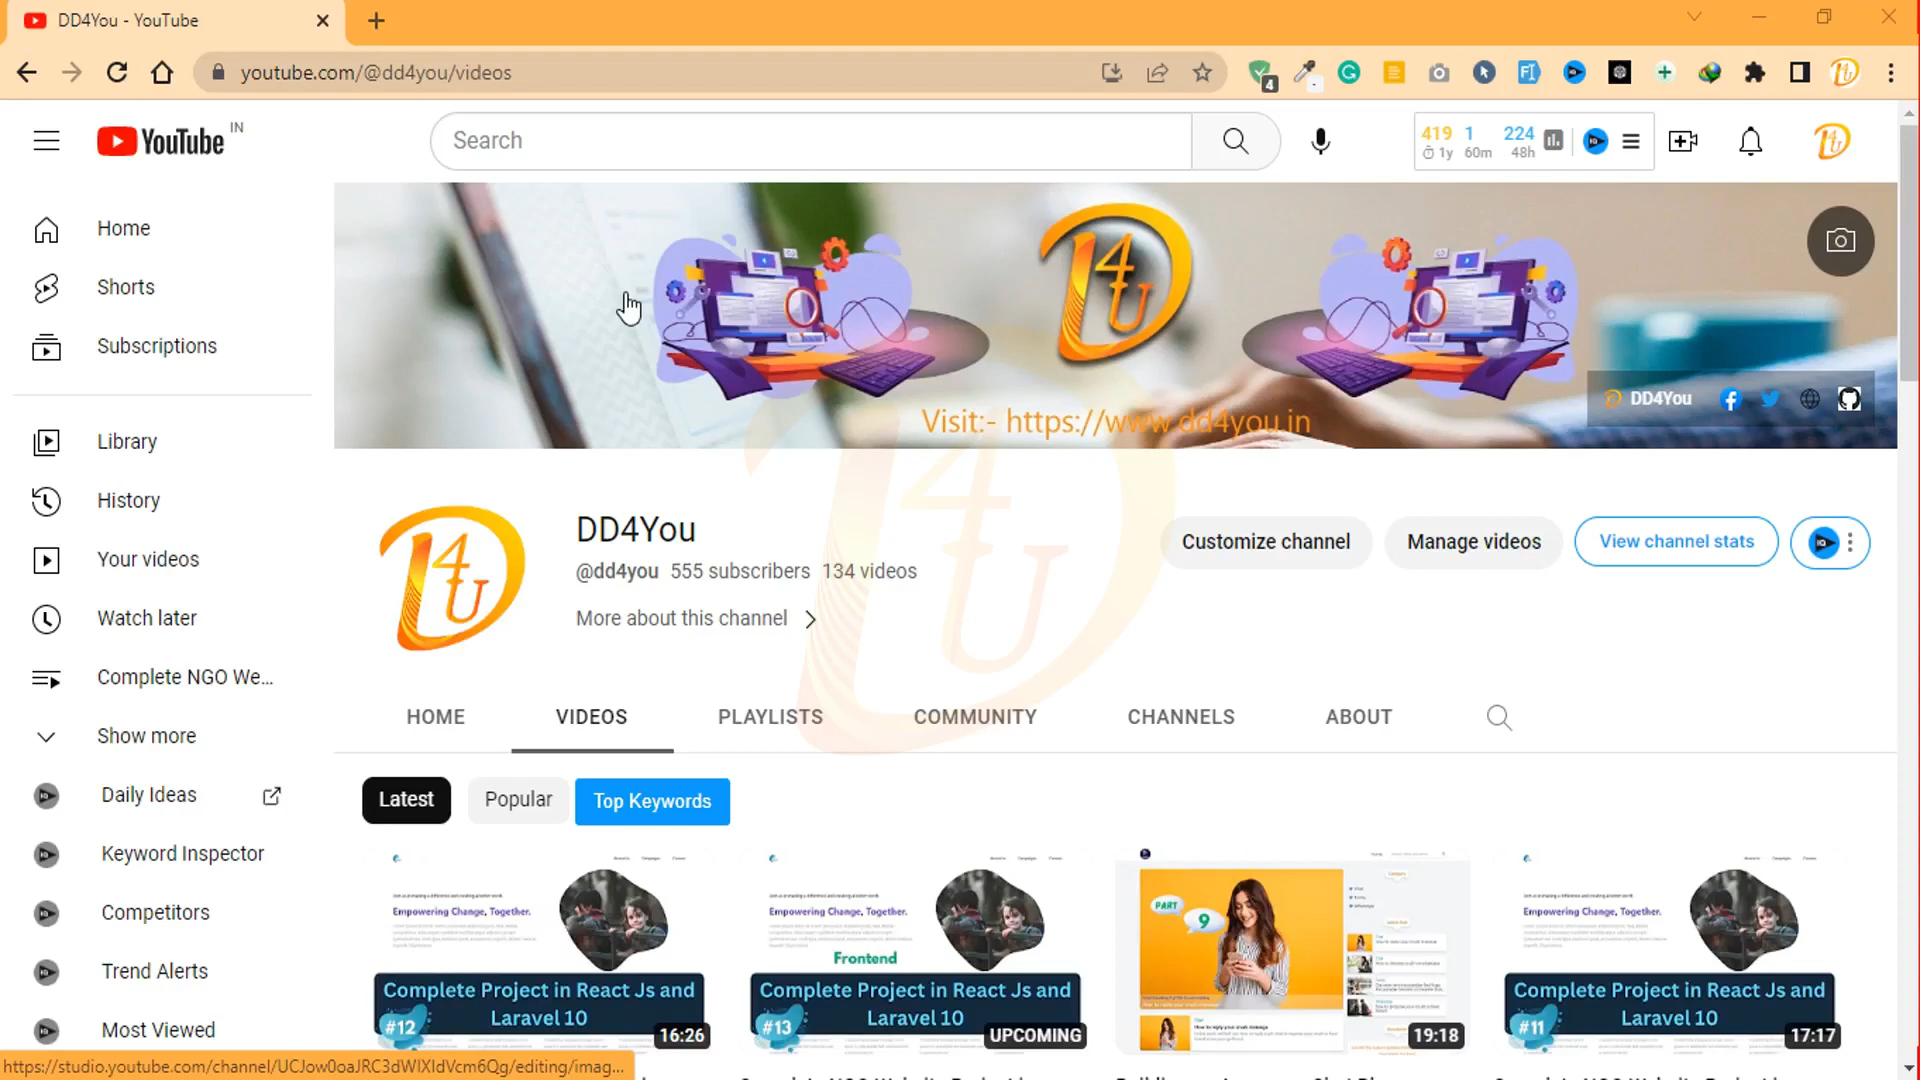 DD4You - YouTube
youtube.com/@dd4you/videos
4
YouTube IN
Search
419 1 224
1y 60m 48h
Home
Shorts
Subscriptions
Library
History
Your videos
Watch later
Complete NGO We...
Show more
Daily Ideas
Keyword Inspector
Competitors
Trend Alerts
Most Viewed
D4U
DD4You
Visit:- https://www.dd4you.in
D4U
DD4You
@dd4you 555 subscribers 134 videos
More about this channel
Customize channel
Manage videos
View channel stats
HOME
VIDEOS
PLAYLISTS
COMMUNITY
CHANNELS
ABOUT
Latest
Popular
Top Keywords
Empowering Change, Together.
Complete Project in React Js and
Laravel 10
#12
16:26
Empowering Change, Together.
Frontend
Complete Project in React Js and
Laravel 10
#13
UPCOMING
PART
9
19:18
Empowering Change, Together.
Complete Project in React Js and
Laravel 10
#11
17:17
https://studio.youtube.com/channel/UCJow0oaJRC3dWIXIdVcm6Qg/editing/imag...